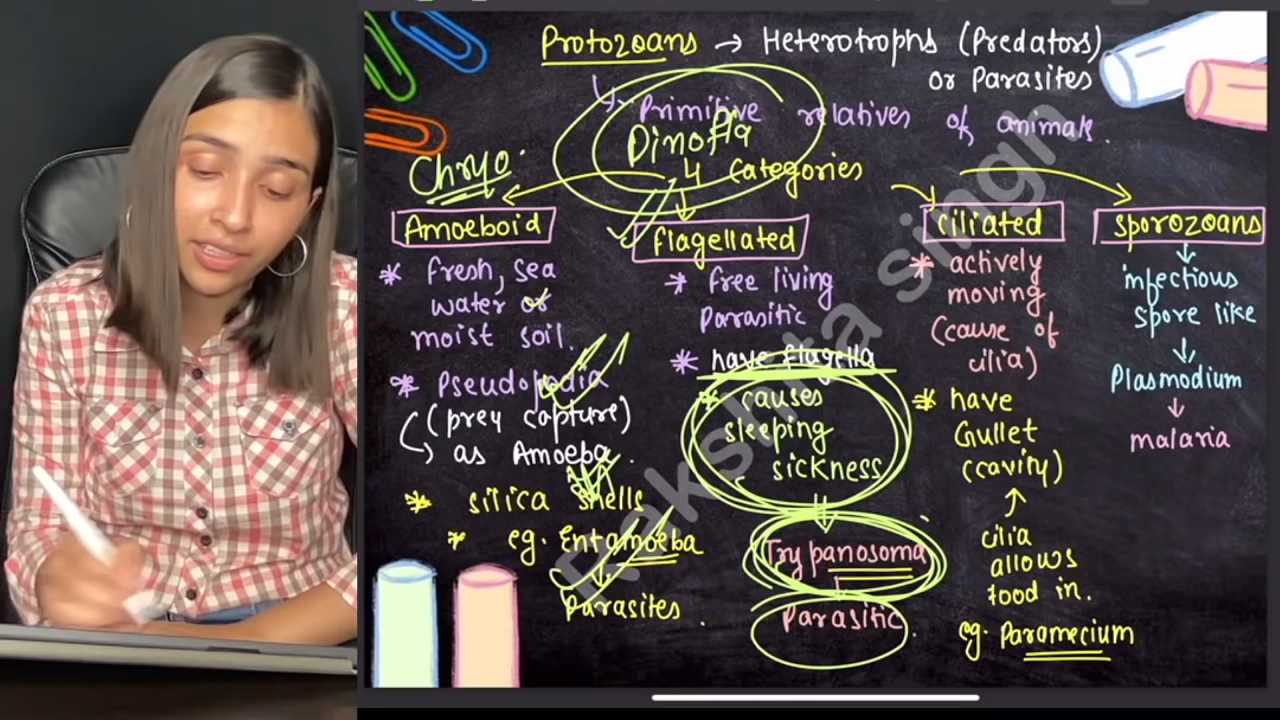 Protozoans → Heterotrophs (Predators)
or Parasites
↳ Primitive relatives of animals.
Dinofla
4 Categories
Chryo.
Amoeboid
* fresh, sea
water or
moist soil.
* Pseudopodia
(prey capture)
↳ as Amoeba.
* silica shells
* eg. Entamoeba
↓
Parasites.
flagellated
* free living
Parasitic
* have flagella
* causes
sleeping
sickness
↓
Trypanosoma
↓
Parasitic.
ciliated
* actively
moving
(cause of
cilia)
* have
Gullet
(cavity)
↑
cilia
allows
food in.
eg. Paramecium
sporozoans
↓
infectious
spore like
↓
Plasmodium
↓
malaria
Rakshita singh